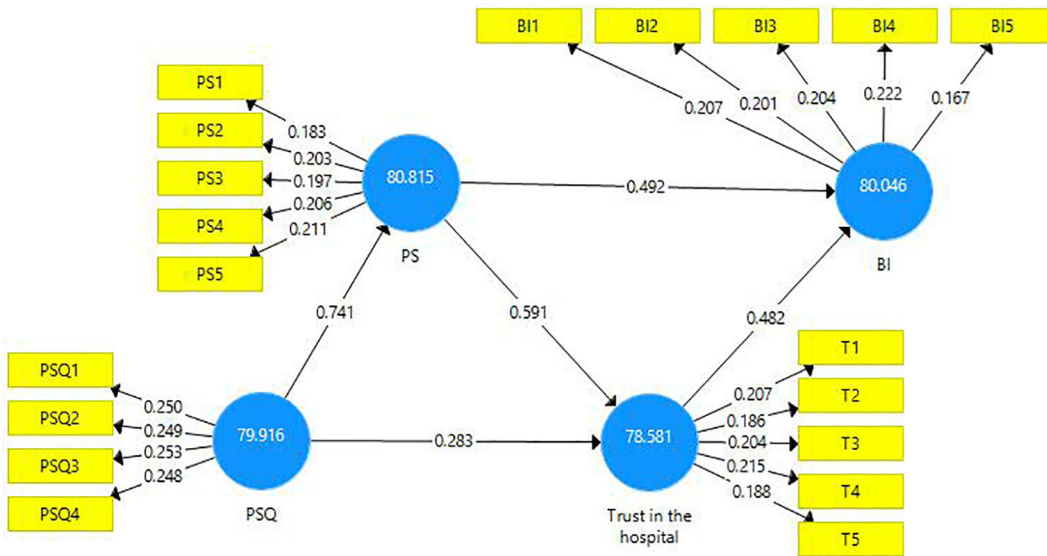 BI1
BI2
BI3
BI4
BI5
0.207
0.201
0.204
0.222
0.167
PS1
PS2
PS3
PS4
PS5
0.183
0.203
0.197
0.206
0.211
80.815
PS
0.492
80.046
BI
0.741
0.591
0.482
PSQ1
PSQ2
PSQ3
PSQ4
0.250
0.249
0.253
0.248
79.916
PSQ
0.283
78.581
Trust in the
hospital
0.207
0.186
0.204
0.215
0.188
T1
T2
T3
T4
T5